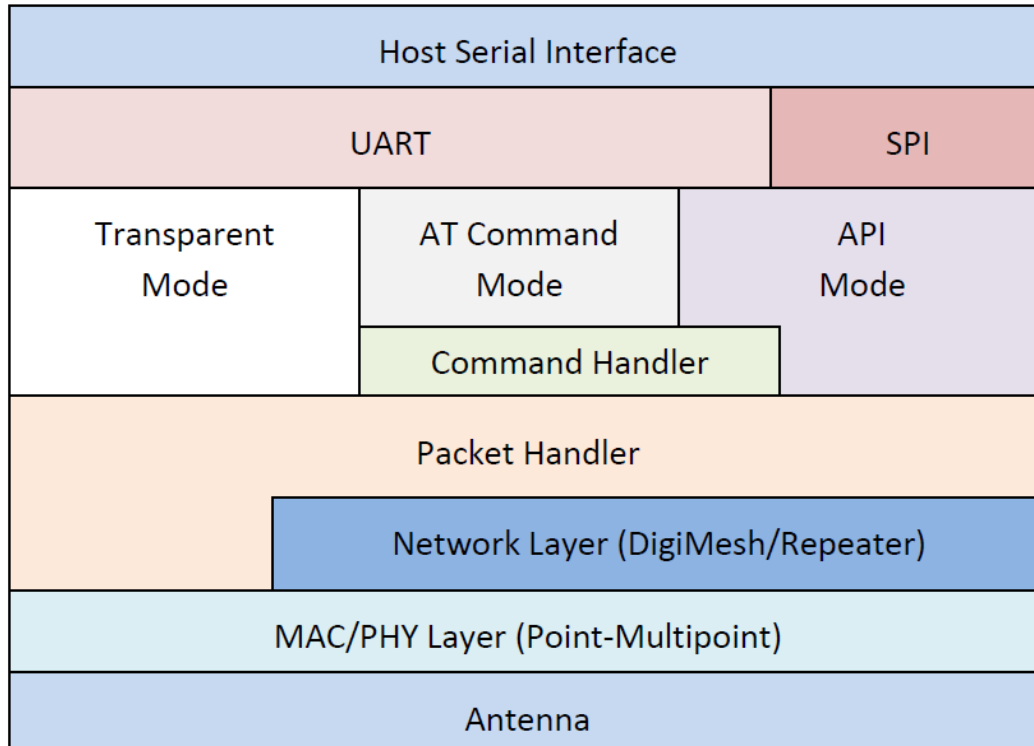 Host Serial Interface
UART
SPI
Transparent
Mode
AT Command
Mode
API
Mode
Command Handler
Packet Handler
Network Layer (DigiMesh/Repeater)
MAC/PHY Layer (Point-Multipoint)
Antenna